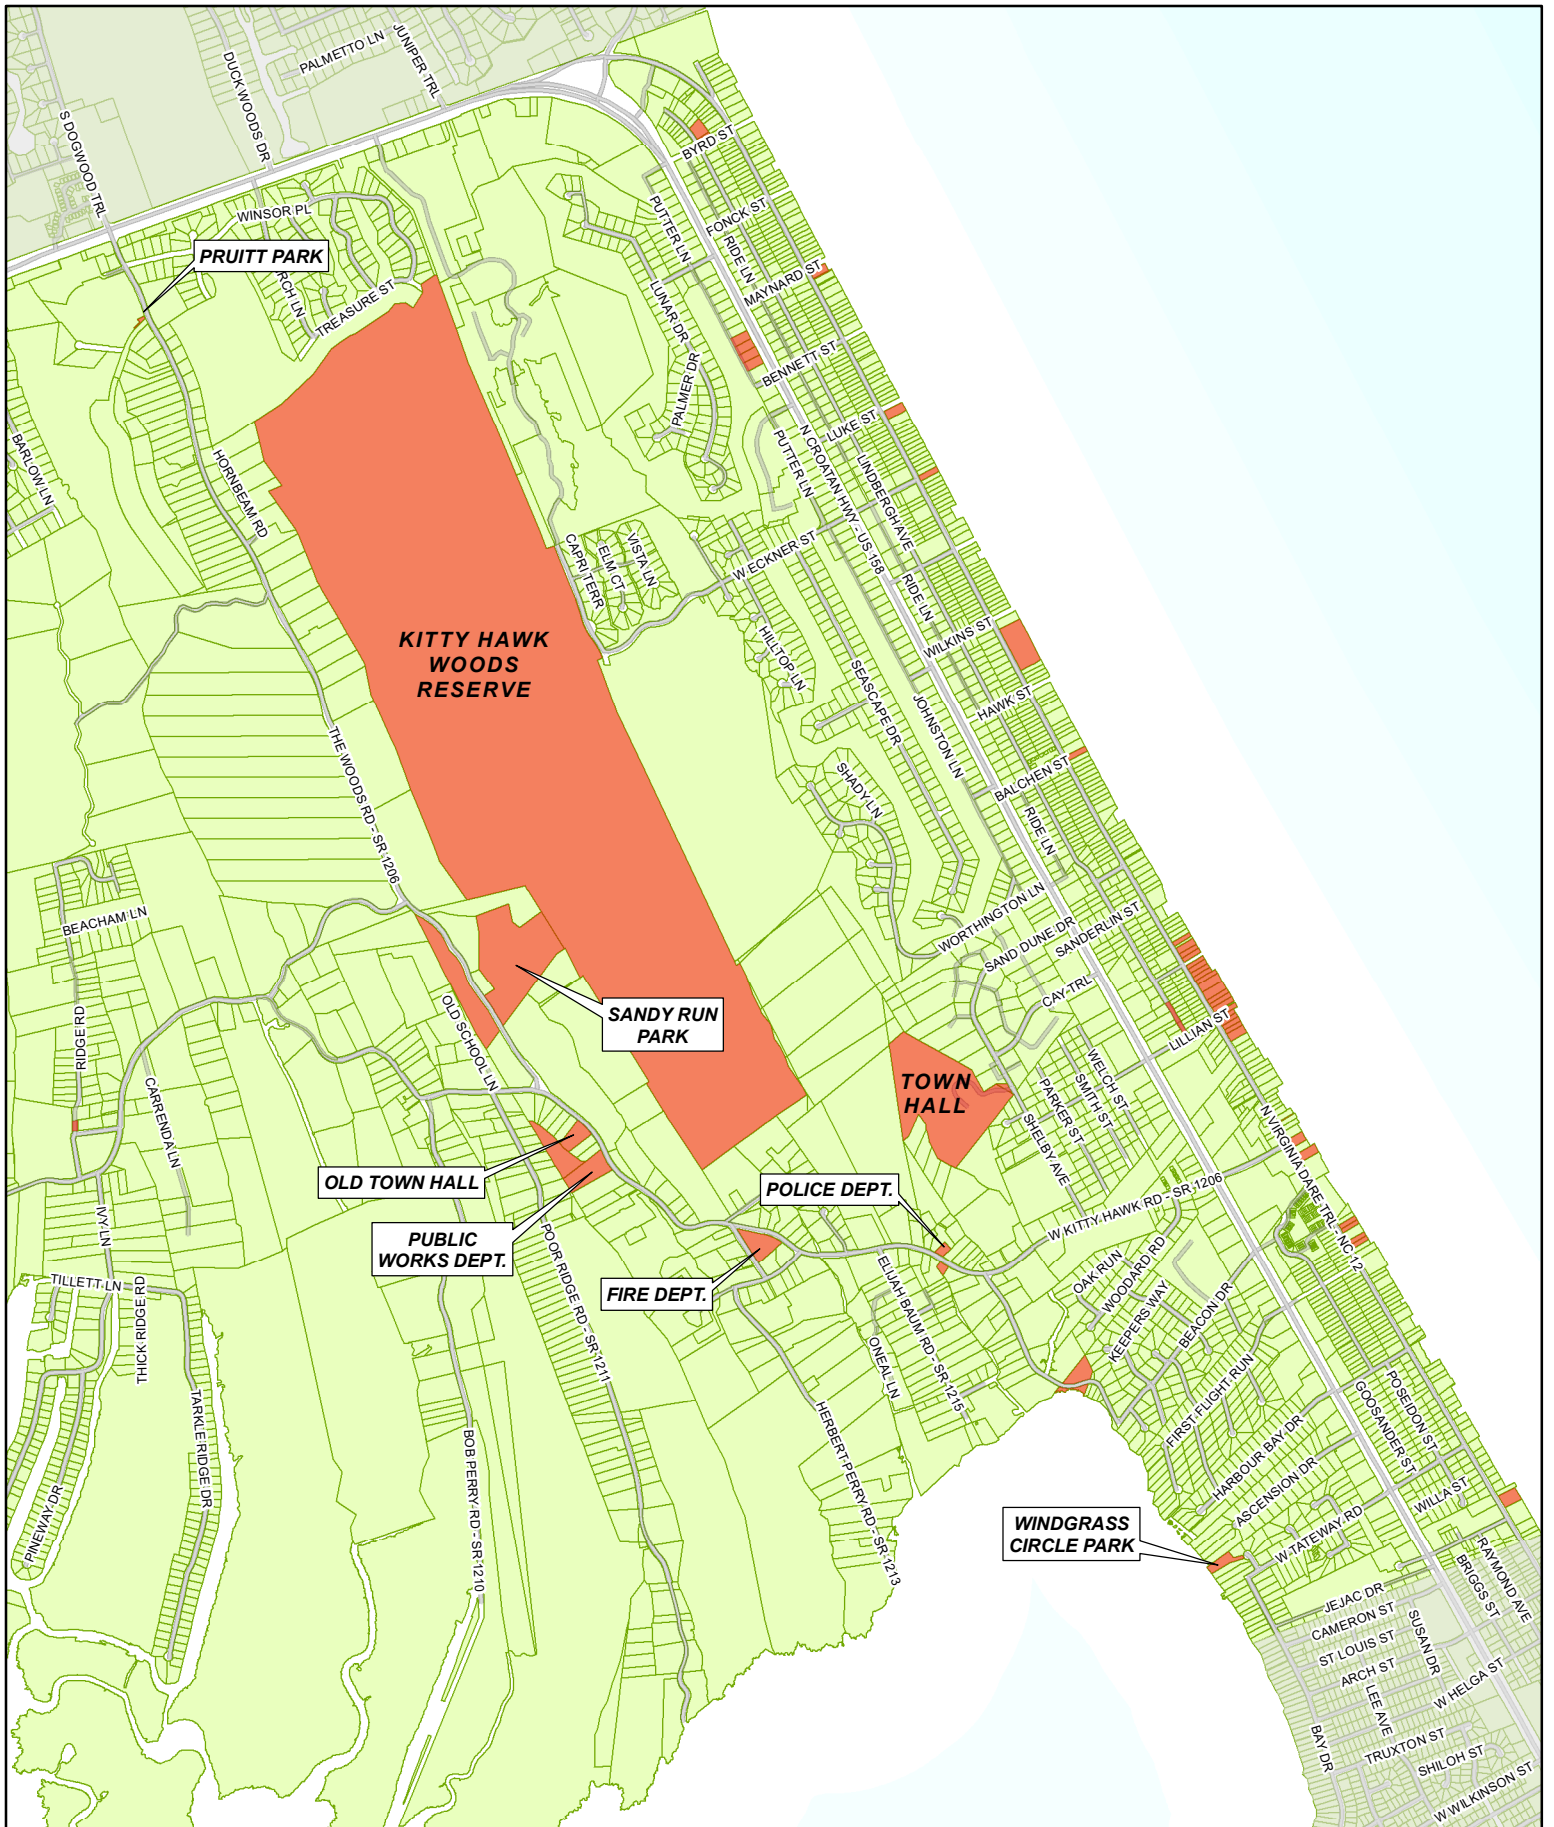 PALMETTO LN
JUNIPER TRL
DUCK WOODS DR
S DOGWOOD TRL
BYRD ST
WINSOR PL
PUTTER LN
FONCK ST
RIDE LN
PRUITT PARK
MAYNARD ST
RCH LN
TREASURE ST
LUNAR DR
PALMER DR
BENNETT ST
LUKE ST
BARLOW LN
HORNBEAM RD
PUTTER LN
N CROATAN HWY - US 158
LINDBERGH AVE
CAPRI TERR
ELM CT
VISTA LN
W ECKNER ST
RIDE LN
KITTY HAWK
WOODS
RESERVE
WILKINS ST
HILLTOP LN
SEASCAPE DR
JOHNSTON LN
HAWK ST
THE WOODS RD - SR 1206
SHADY LN
BALCHEN ST
RIDE LN
BEACHAM LN
WORTHINGTON LN
SAND DUNE DR
SANDERLIN ST
CAY TRL
SANDY RUN
PARK
OLD SCHOOL LN
RIDGE RD
LILLIAN ST
WELCH ST
SMITH ST
PARKER ST
SHELBY AVE
TOWN
HALL
CARRENDA LN
N VIRGINIA DARE TRL - NC 12
OLD TOWN HALL
POLICE DEPT.
W KITTY HAWK RD - SR 1206
IVY LN
PUBLIC
WORKS DEPT.
POOR RIDGE RD - SR 1211
FIRE DEPT.
ELIJAH BAUM RD - SR 1215
OAK RUN
WOODARD RD
KEEPERS WAY
BEACON DR
TILLETT LN
THICK RIDGE RD
ONEAL LN
FIRST FLIGHT RUN
GOOSANDER ST
POSEIDON ST
TARKLE RIDGE DR
BOB PERRY RD - SR 1210
HERBERT PERRY RD - SR 1213
HARBOUR BAY DR
ASCENSION DR
WILLA ST
PINEWAY DR
WINDGRASS
CIRCLE PARK
W TATEWAY RD
RAYMOND AVE
BRIGGS ST
JEJAC DR
CAMERON ST
ST LOUIS ST
SUSAN DR
ARCH ST
LEE AVE
W HELGA ST
BAY DR
TRUXTON ST
SHILOH ST
W WILKINSON ST